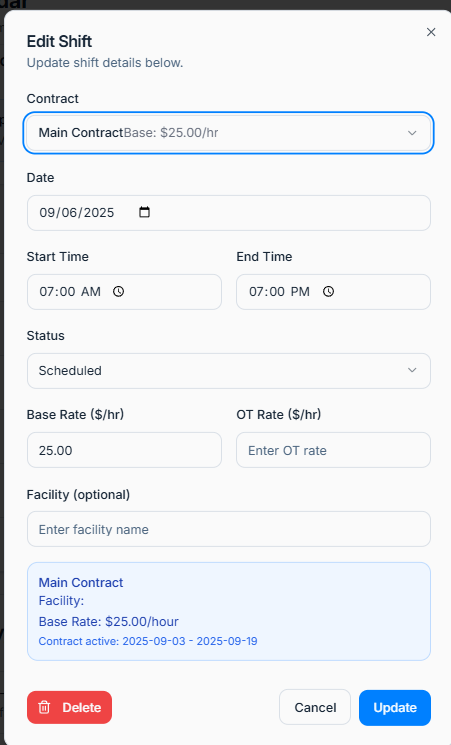 Edit Shift
Update shift details below.
Contract
Main ContractBase: $25.00/hr
Date
09/06/2025
Start Time End Time
07:00 AM 07:00 PM
Status
Scheduled
Base Rate ($/hr) OT Rate ($/hr)
25.00 Enter OT rate
Facility (optional)
Enter facility name
Main Contract
Facility:
Base Rate: $25.00/hour
Contract active: 2025-09-03 - 2025-09-19
Delete Cancel Update